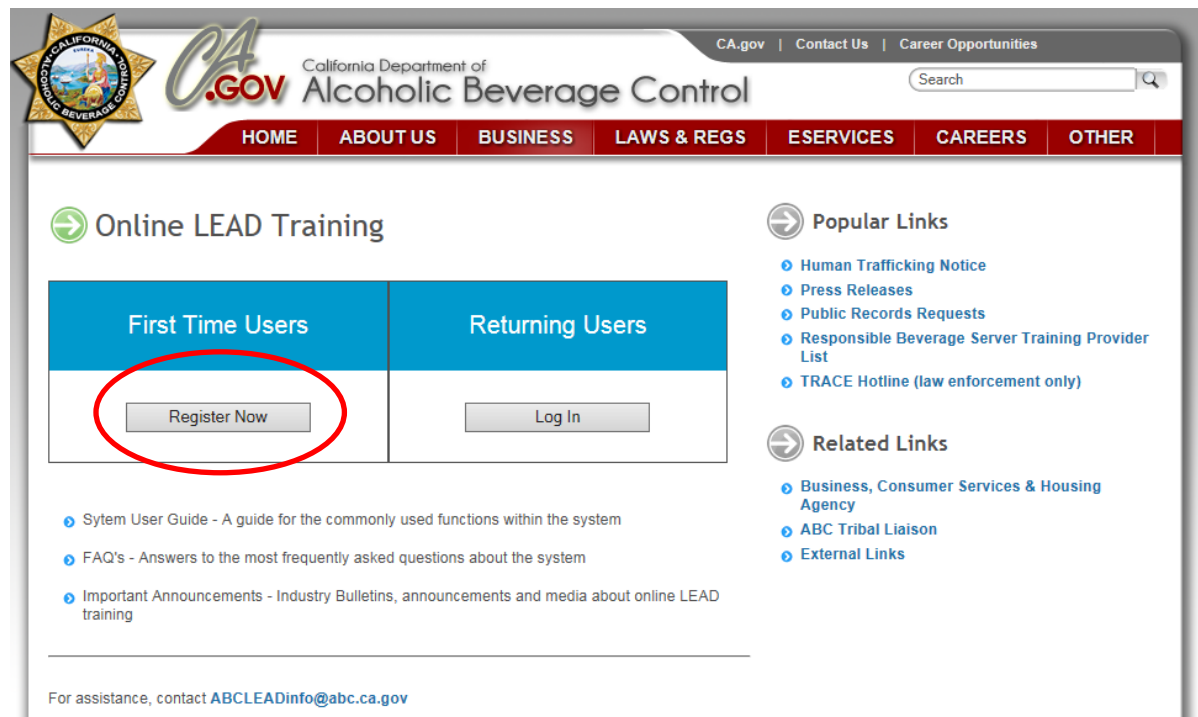 CALIFORNIA
EUREKA
ALCOHOLIC BEVERAGE CONTROL
CA.GOV
California Department of
Alcoholic Beverage Control
CA.gov | Contact Us | Career Opportunities
Search
HOME ABOUT US BUSINESS LAWS & REGS ESERVICES CAREERS OTHER
Online LEAD Training
First Time Users Returning Users
Register Now Log In
Sytem User Guide - A guide for the commonly used functions within the system
FAQ's - Answers to the most frequently asked questions about the system
Important Announcements - Industry Bulletins, announcements and media about online LEAD
training
For assistance, contact ABCLEADinfo@abc.ca.gov
Popular Links
Human Trafficking Notice
Press Releases
Public Records Requests
Responsible Beverage Server Training Provider
List
TRACE Hotline (law enforcement only)
Related Links
Business, Consumer Services & Housing
Agency
ABC Tribal Liaison
External Links